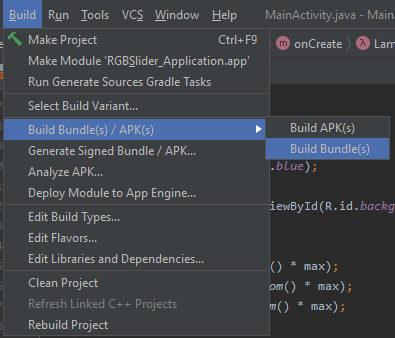 Build Run Tools VCS Window Help MainActivity.java - Main
onCreate
Make Project Ctrl+F9
Make Module 'RGBSlider_Application.app'
Run Generate Sources Gradle Tasks
Select Build Variant...
Build Bundle(s) / APK(s) Build APK(s)
Generate Signed Bundle / APK... Build Bundle(s)
Analyze APK... .blue);
Deploy Module to App Engine...
iewById(R.id.backg
Edit Build Types...
Edit Flavors...
Edit Libraries and Dependencies... () * max);
Clean Project om() * max);
Refresh Linked C++ Projects m() * max);
Rebuild Project